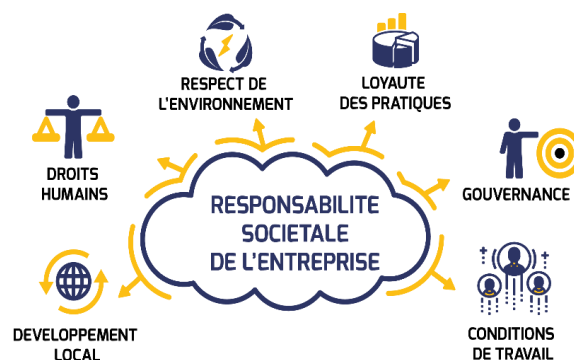 RESPECT DE
L'ENVIRONNEMENT
LOYAUTE
DES PRATIQUES
DROITS
HUMAINS
GOUVERNANCE
RESPONSABILITE
SOCIETALE
DE L'ENTREPRISE
DEVELOPPEMENT
LOCAL
CONDITIONS
DE TRAVAIL